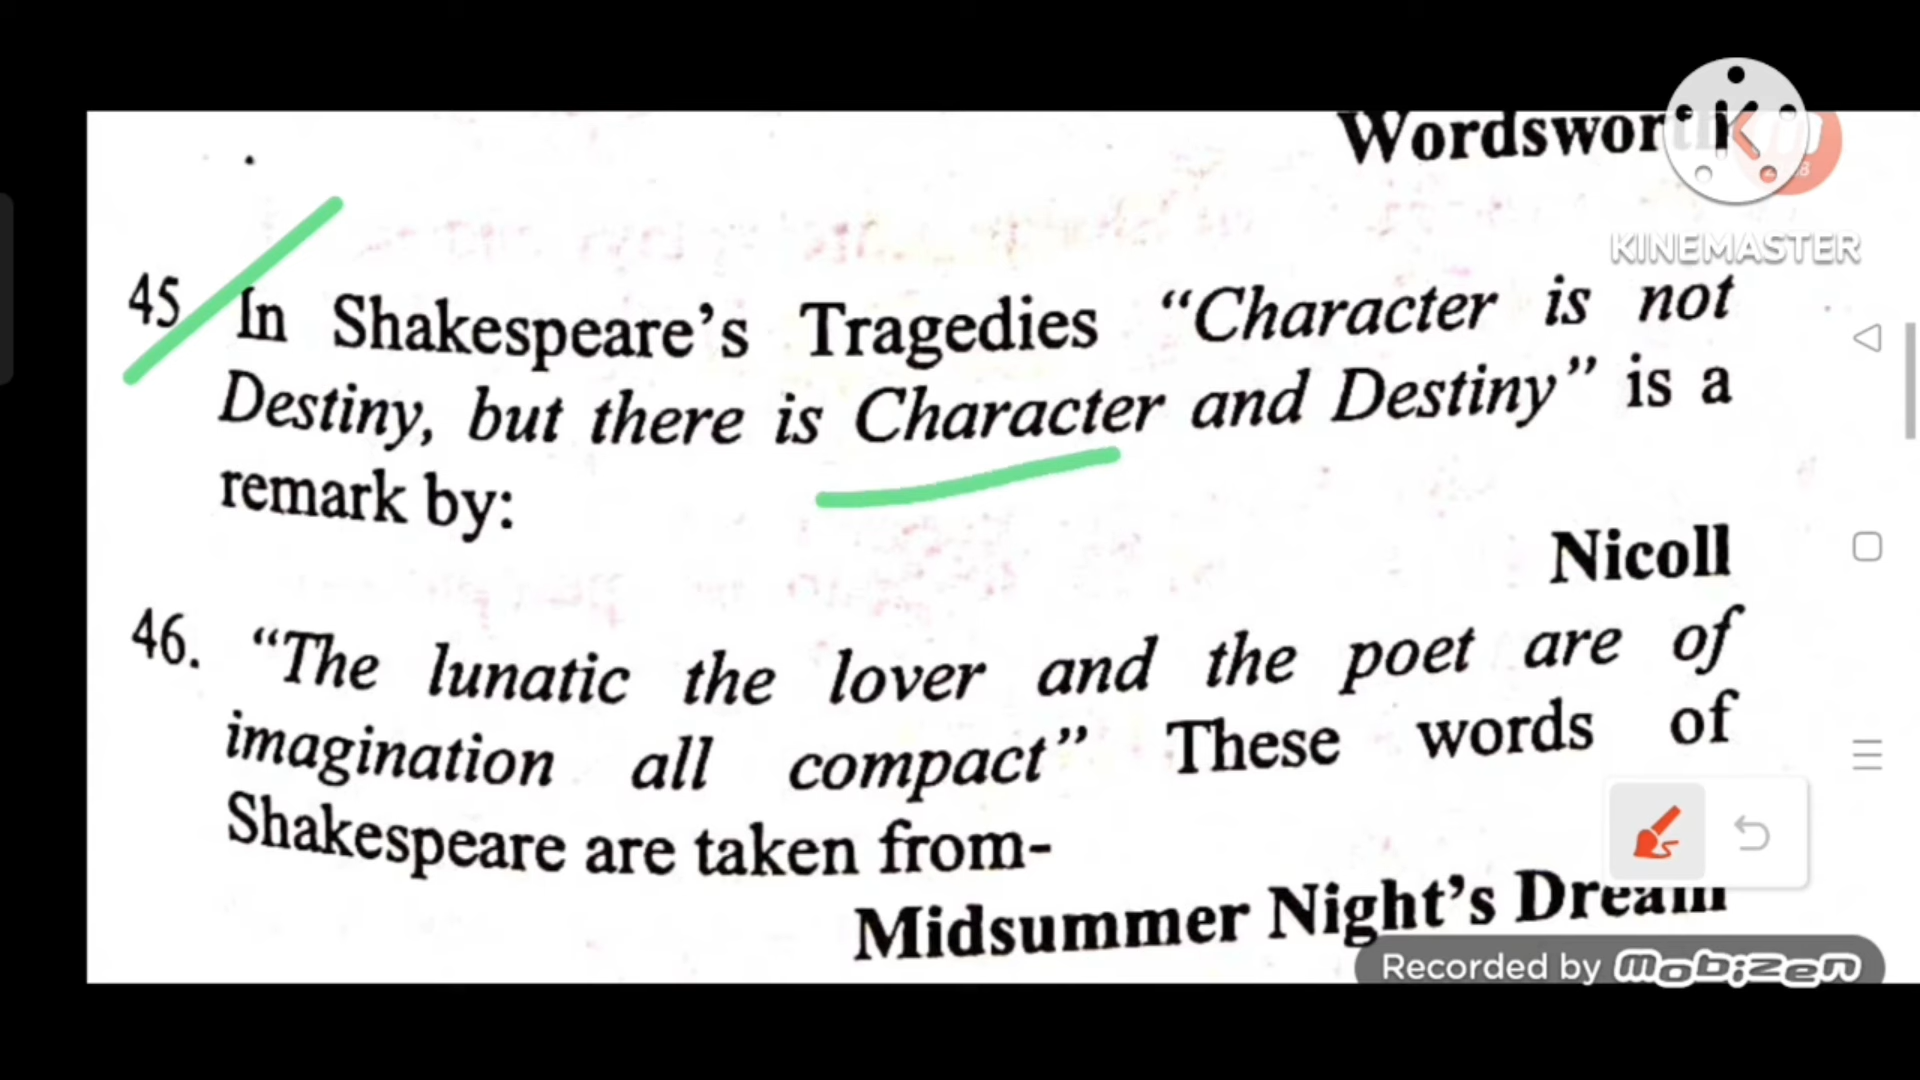 Wordsworth
KINEMASTER
45 In Shakespeare's Tragedies "Character is not
Destiny, but there is Character and Destiny" is a
remark by:
Nicoll
46. "The lunatic the lover and the poet are of
imagination all compact" These words of
Shakespeare are taken from-
Midsummer Night's Dream
Recorded by mobizen